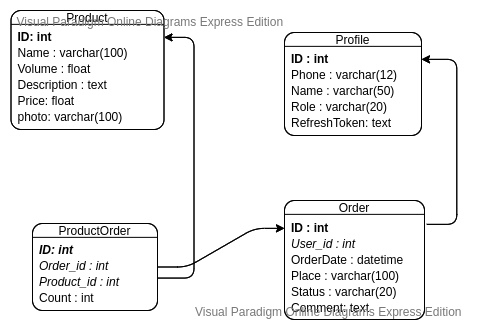 Visual Paradigm Online Diagrams Express Edition
Product
ID: int
Name : varchar(100)
Volume : float
Description : text
Price: float
photo: varchar(100)
Profile
ID : int
Phone : varchar(12)
Name : varchar(50)
Role : varchar(20)
RefreshToken: text
ProductOrder
ID: int
Order_id : int
Product_id : int
Count : int
Order
ID : int
User_id : int
OrderDate : datetime
Place : varchar(100)
Status : varchar(20)
Comment: text
Visual Paradigm Online Diagrams Express Edition